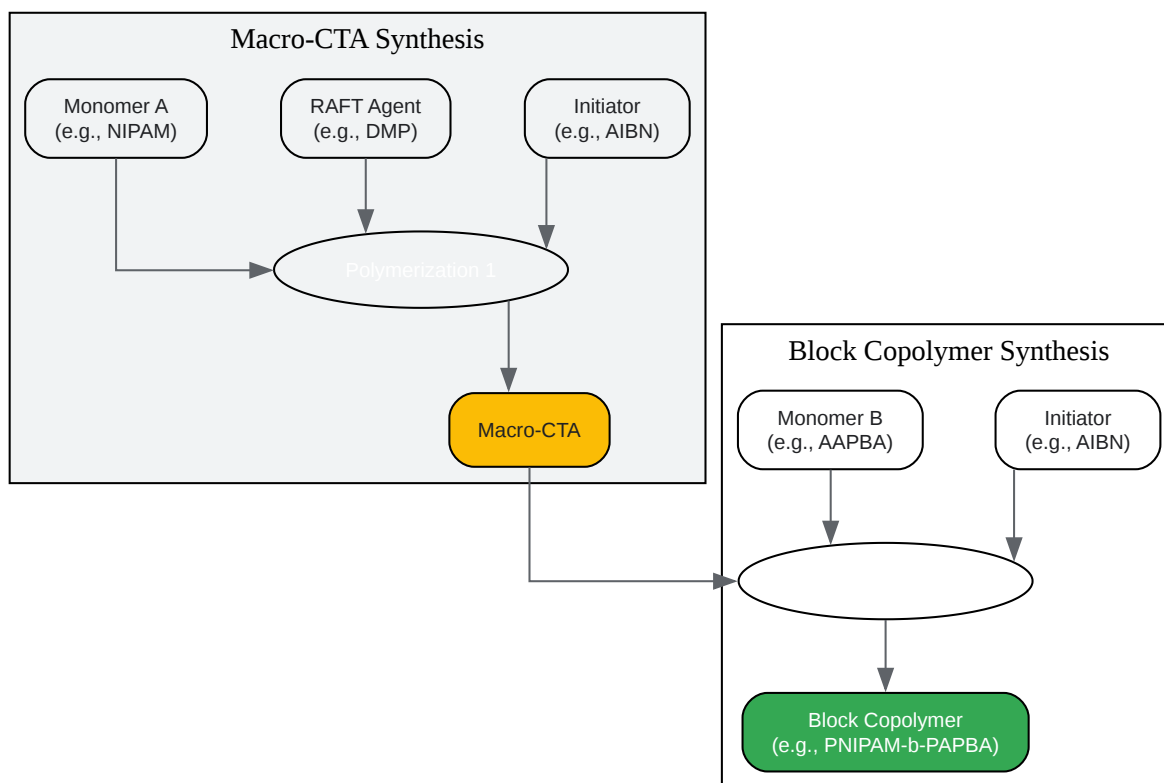 Macro-CTA Synthesis
Monomer A
(e.g., NIPAM)
RAFT Agent
(e.g., DMP)
Initiator
(e.g., AIBN)
Polymerization 1
Macro-CTA
Block Copolymer Synthesis
Monomer B
(e.g., AAPBA)
Initiator
(e.g., AIBN)
Block Copolymer
(e.g., PNIPAM-b-PAPBA)